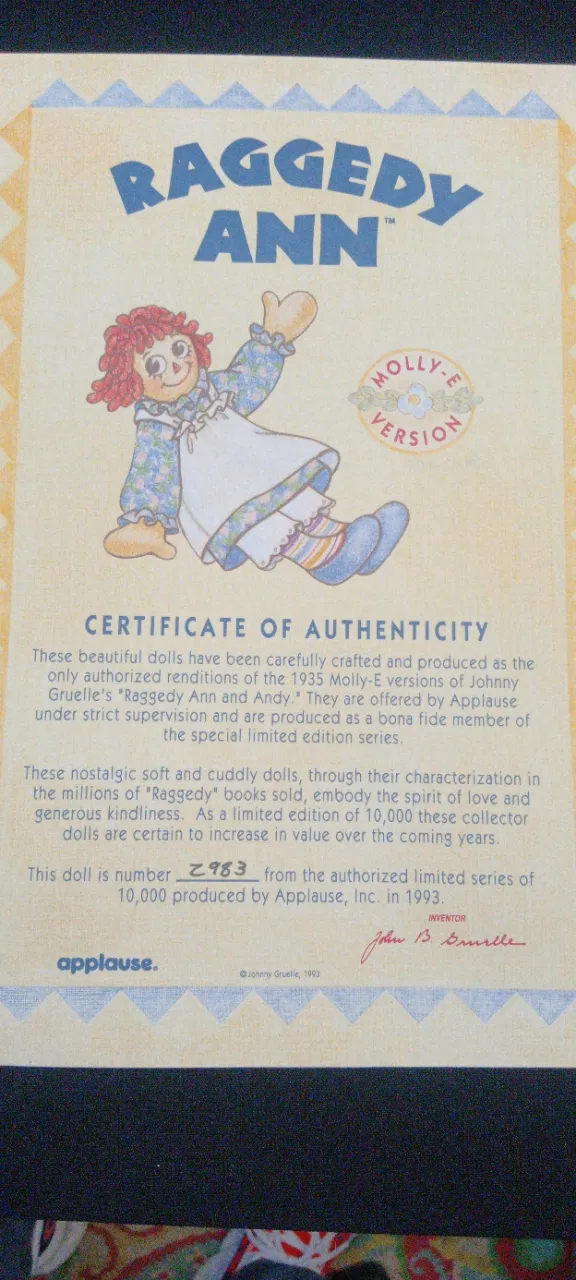 RAGGEDY
ANN™
MOLLY-E
VERSION
CERTIFICATE OF AUTHENTICITY
These beautiful dolls have been carefully crafted and produced as the
only authorized renditions of the 1935 Molly-E versions of Johnny
Gruelle's "Raggedy Ann and Andy." They are offered by Applause
under strict supervision and are produced as a bona fide member of
the special limited edition series.
These nostalgic soft and cuddly dolls, through their characterization in
the millions of "Raggedy" books sold, embody the spirit of love and
generous kindliness. As a limited edition of 10,000 these collector
dolls are certain to increase in value over the coming years.
This doll is number 2983 from the authorized limited series of
10,000 produced by Applause, Inc. in 1993.
INVENTOR
John B. Gruelle
applause.
© Johnny Gruelle, 1993